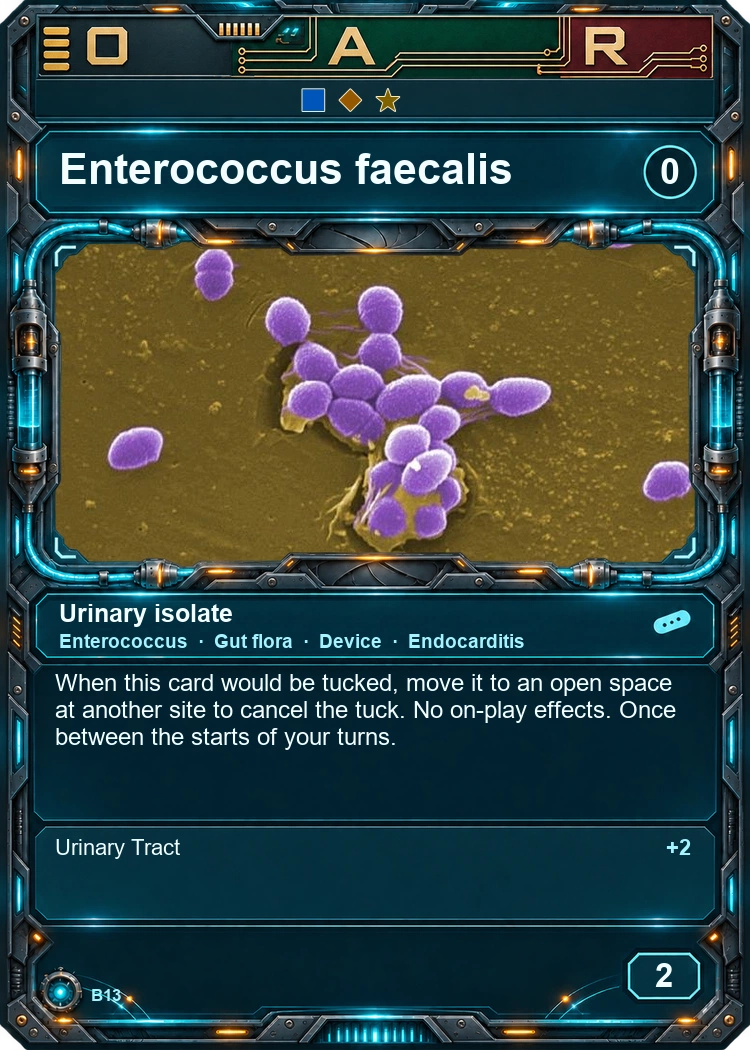 O A R
Enterococcus faecalis 0
Urinary isolate
Enterococcus · Gut flora · Device · Endocarditis
When this card would be tucked, move it to an open space
at another site to cancel the tuck. No on-play effects. Once
between the starts of your turns.
Urinary Tract +2
B13
2